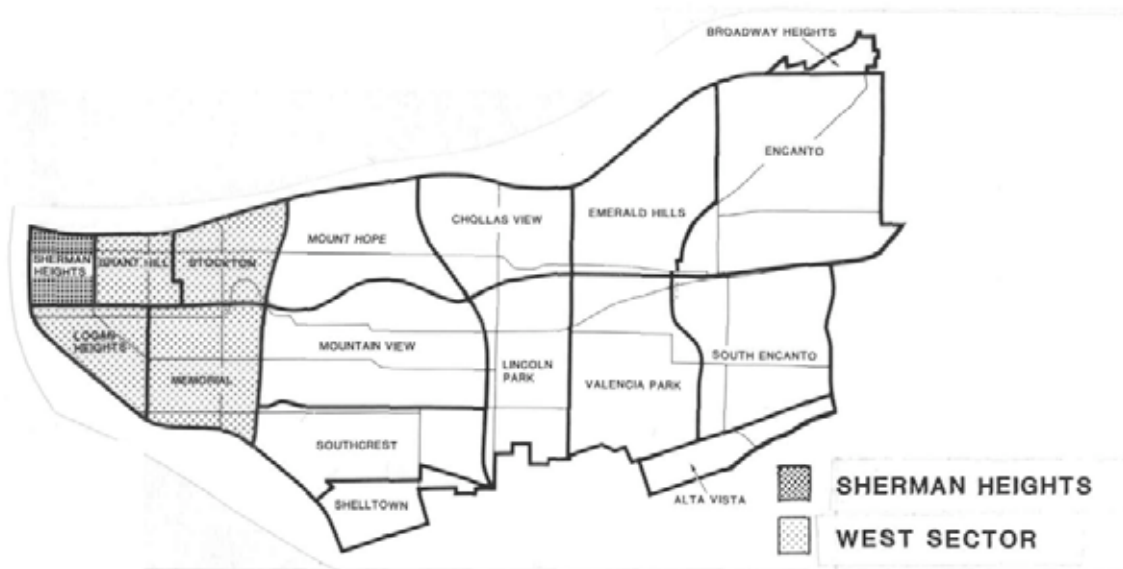 BROADWAY HEIGHTS
ENCANTO
CHOLLAS VIEW
EMERALD HILLS
MOUNT HOPE
SHERMAN
HEIGHTS
GRANT HILL
STOCKTON
LOGAN
HEIGHTS
MEMORIAL
MOUNTAIN VIEW
LINCOLN
PARK
VALENCIA PARK
SOUTH ENCANTO
SOUTHCREST
SHELLTOWN
ALTA VISTA
SHERMAN HEIGHTS
WEST SECTOR